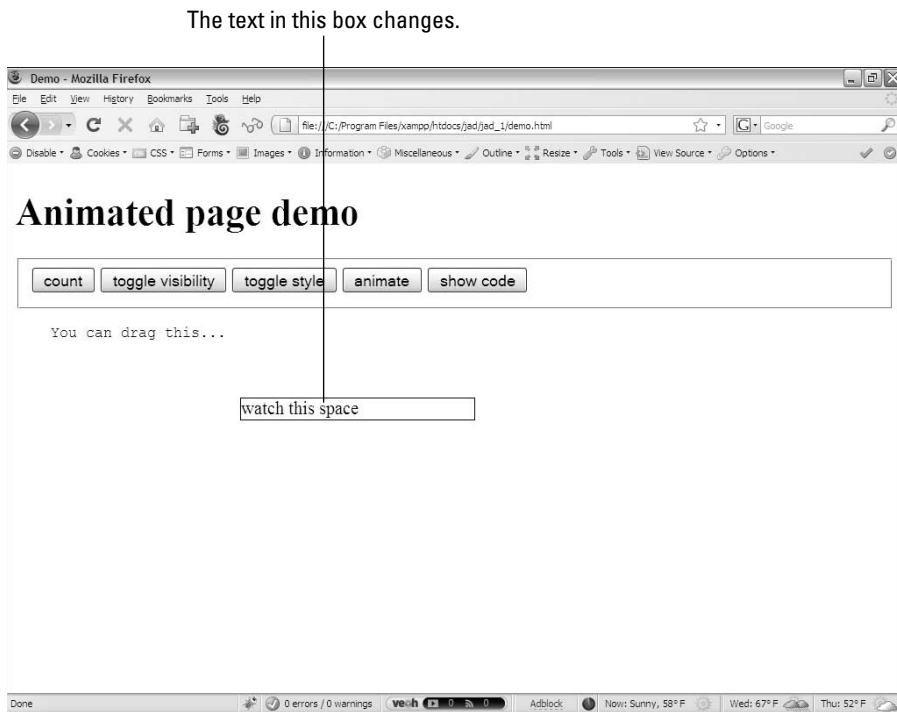 The text in this box changes.
Demo - Mozilla Firefox
File Edit View History Bookmarks Tools Help
file:///C:/Program Files/xampp/htdocs/jad/jad_1/demo.html G Google
Disable Cookies CSS Forms Images Information Miscellaneous Outline Resize Tools View Source Options
Animated page demo
count toggle visibility toggle style animate show code
You can drag this...
watch this space
Done 0 errors / 0 warnings veoh 0 0 Adblock Now: Sunny, 58° F Wed: 67° F Thu: 52° F